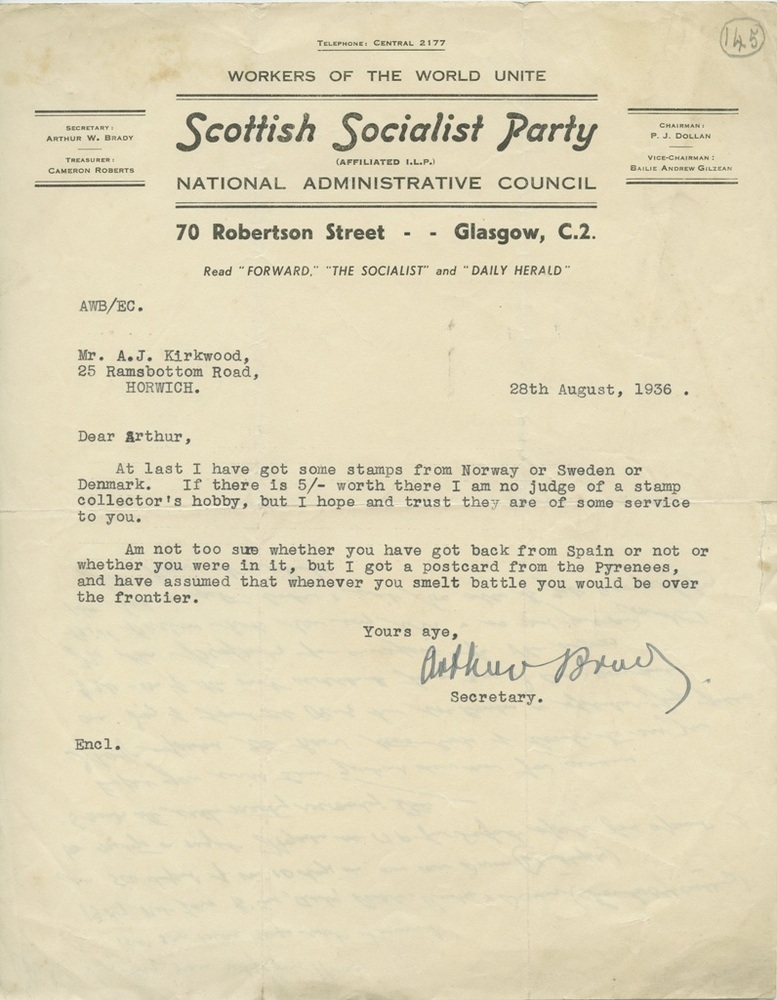 TELEPHONE: CENTRAL 2177
145
WORKERS OF THE WORLD UNITE
SECRETARY:
ARTHUR W. BRADY
TREASURER:
CAMERON ROBERTS
Scottish Socialist Party
(AFFILIATED I.L.P.)
NATIONAL ADMINISTRATIVE COUNCIL
CHAIRMAN:
P. J. DOLLAN
VICE-CHAIRMAN:
BAILIE ANDREW GILZEAN
70 Robertson Street - - Glasgow, C.2.
Read "FORWARD," "THE SOCIALIST" and "DAILY HERALD"
AWB/EC.
Mr. A.J. Kirkwood,
25 Ramsbottom Road,
HORWICH.
28th August, 1936 .
Dear Arthur,
At last I have got some stamps from Norway or Sweden or
Denmark. If there is 5/- worth there I am no judge of a stamp
collector's hobby, but I hope and trust they are of some service
to you.
Am not too sue whether you have got back from Spain or not or
whether you were in it, but I got a postcard from the Pyrenees,
and have assumed that whenever you smelt battle you would be over
the frontier.
Yours aye,
Arthur Brady.
Secretary.
Encl.